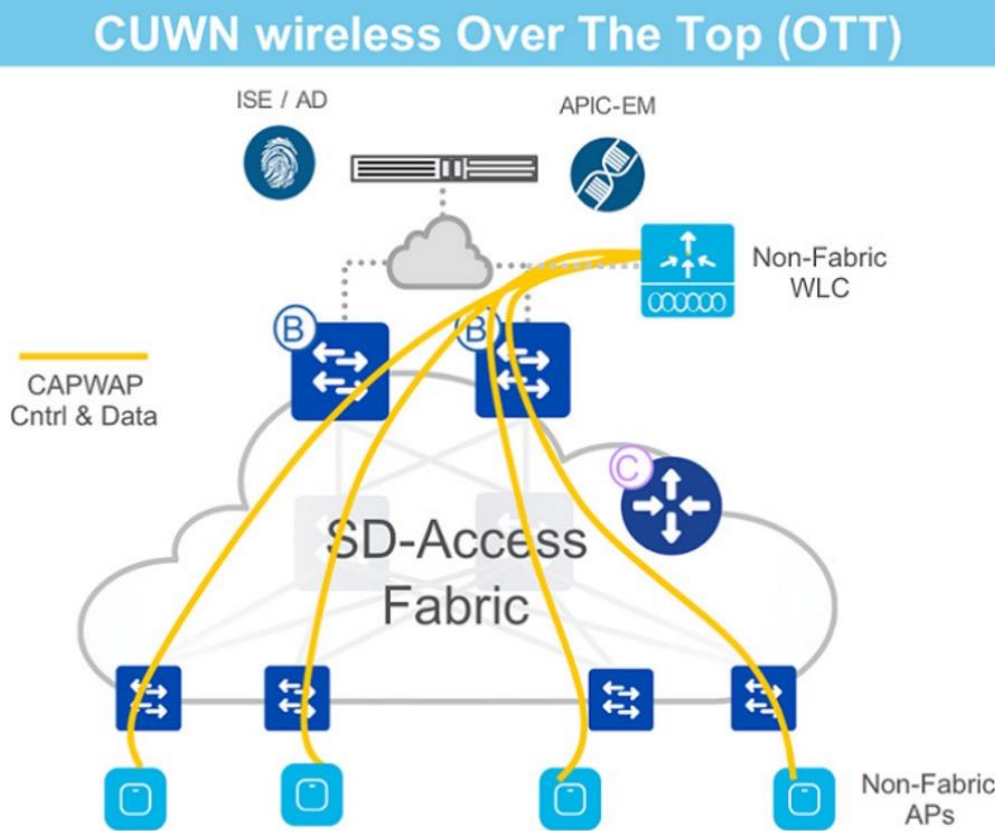 CUWN wireless Over The Top (OTT)
ISE / AD
APIC-EM
Non-Fabric
WLC
B
B
CAPWAP
Cntrl & Data
C
SD-Access
Fabric
Non-Fabric
APs